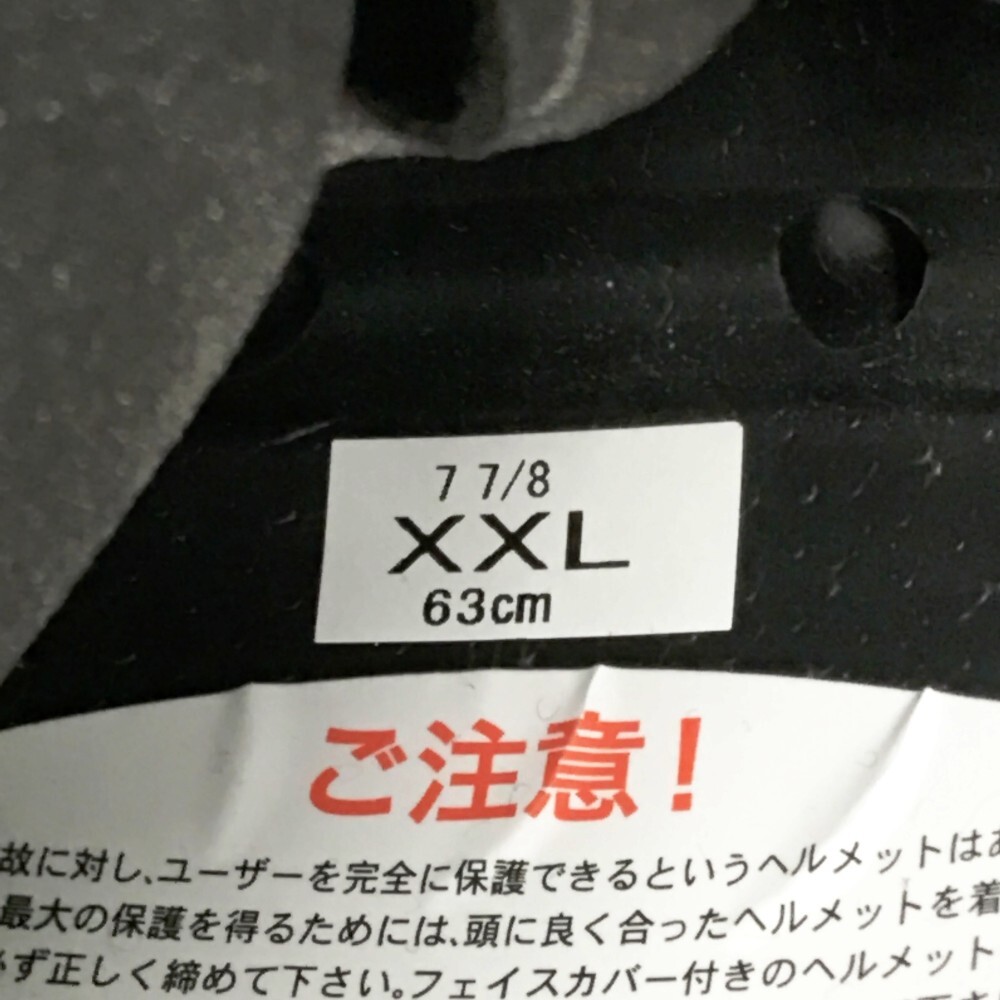 7 7/8
XXL
63cm
ご注意!
故に対し、ユーザーを完全に保護できるというヘルメットはあ
最大の保護を得るためには、頭に良く合ったヘルメットを着
ず正しく締めて下さい。フェイスカバー付きのヘルメット